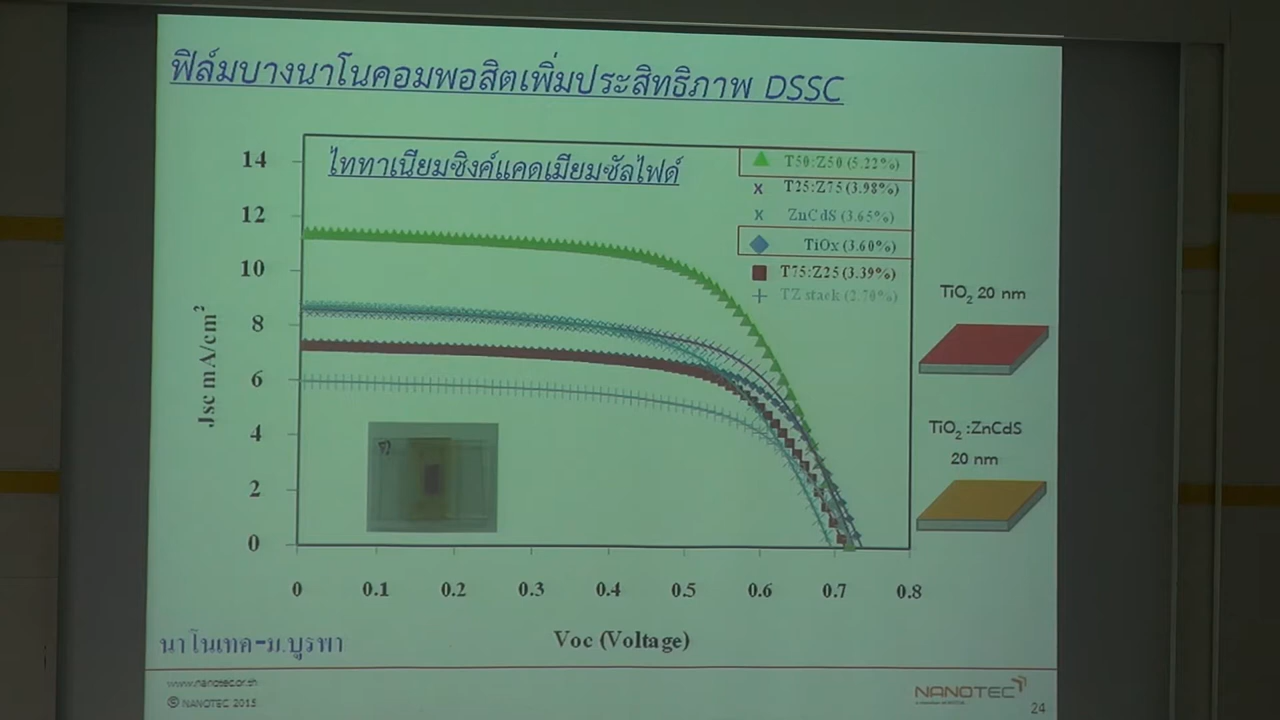 ฟิล์มบางนาโนคอมพอสิตเพิ่มประสิทธิภาพ DSSC
ไททาเนียมซิงค์แคดเมียมซัลไฟด์
T50:Z50 (5.22%)
T25:Z75 (3.98%)
ZnCdS (3.65%)
TiOx (3.60%)
T75:Z25 (3.39%)
TZ stack (2.70%)
14
12
10
8
6
4
2
0
Jsc mA/cm²
0 0.1 0.2 0.3 0.4 0.5 0.6 0.7 0.8
Voc (Voltage)
TiO₂ 20 nm
TiO₂ :ZnCdS
20 nm
นาโนเทค-ม.บูรพา
www.nanotec.or.th
© NANOTEC 2015
NANOTEC
24